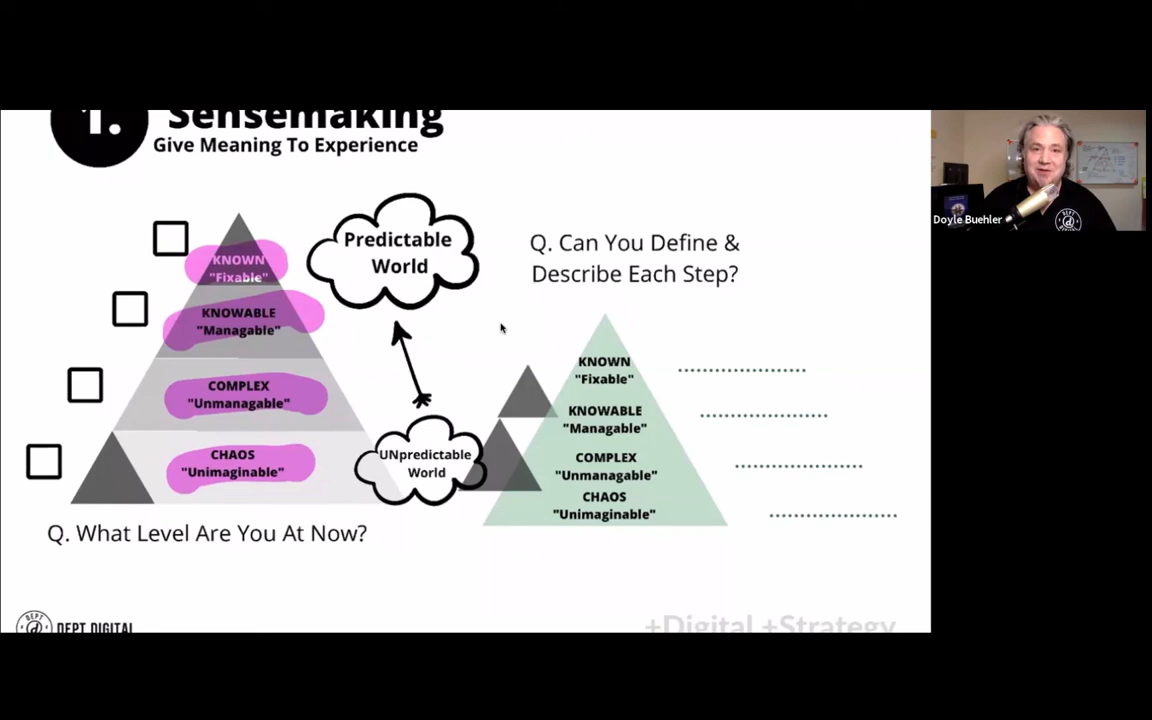 1.
Sensemaking
Give Meaning To Experience
KNOWN
"Fixable"
KNOWABLE
"Managable"
COMPLEX
"Unmanagable"
CHAOS
"Unimaginable"
Predictable
World
UNpredictable
World
Q. What Level Are You At Now?
Q. Can You Define &
Describe Each Step?
KNOWN
"Fixable"
KNOWABLE
"Managable"
COMPLEX
"Unmanagable"
CHAOS
"Unimaginable"
DEPT
d
DEPT DIGITAL
+Digital +Strategy
Doyle Buehler
DEPT
d